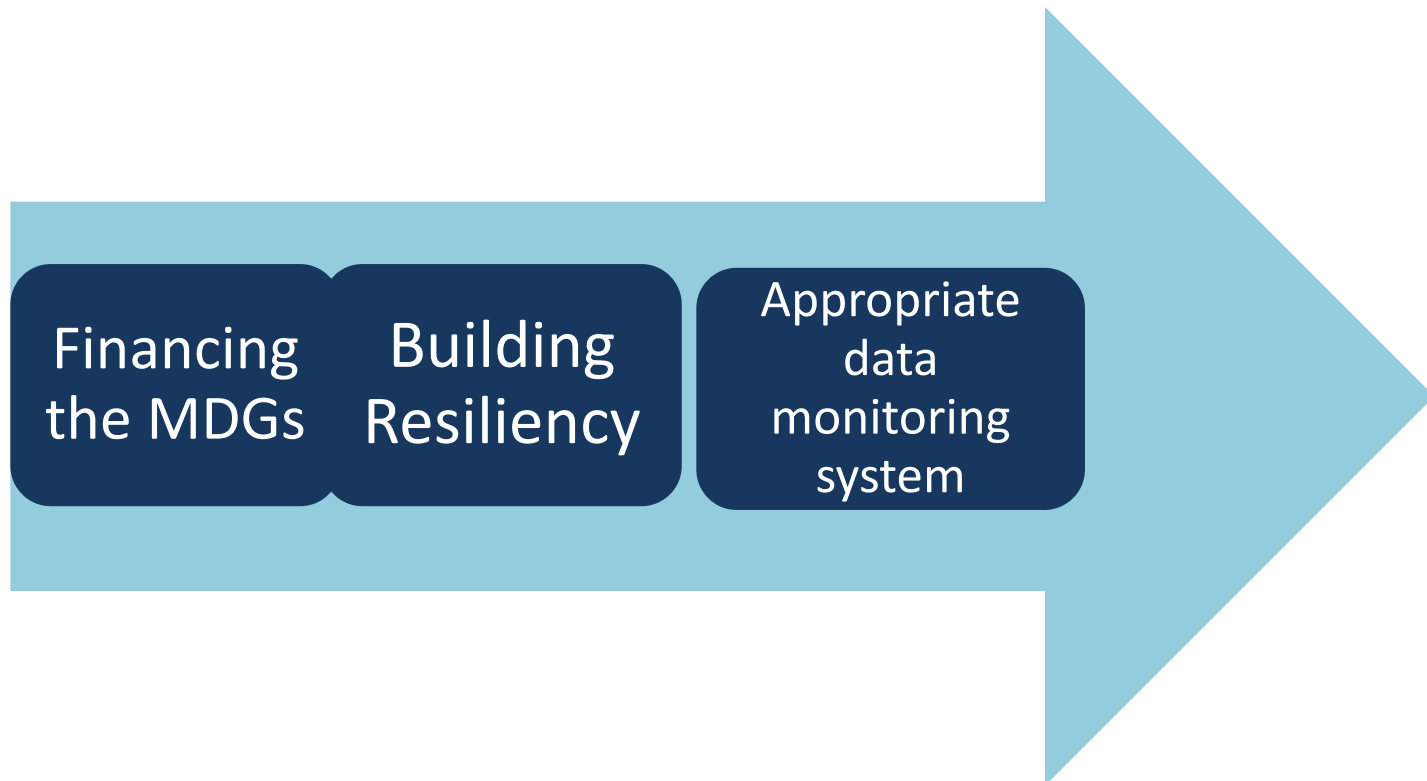 Financing
the MDGs
Building
Resiliency
Appropriate
data
monitoring
system